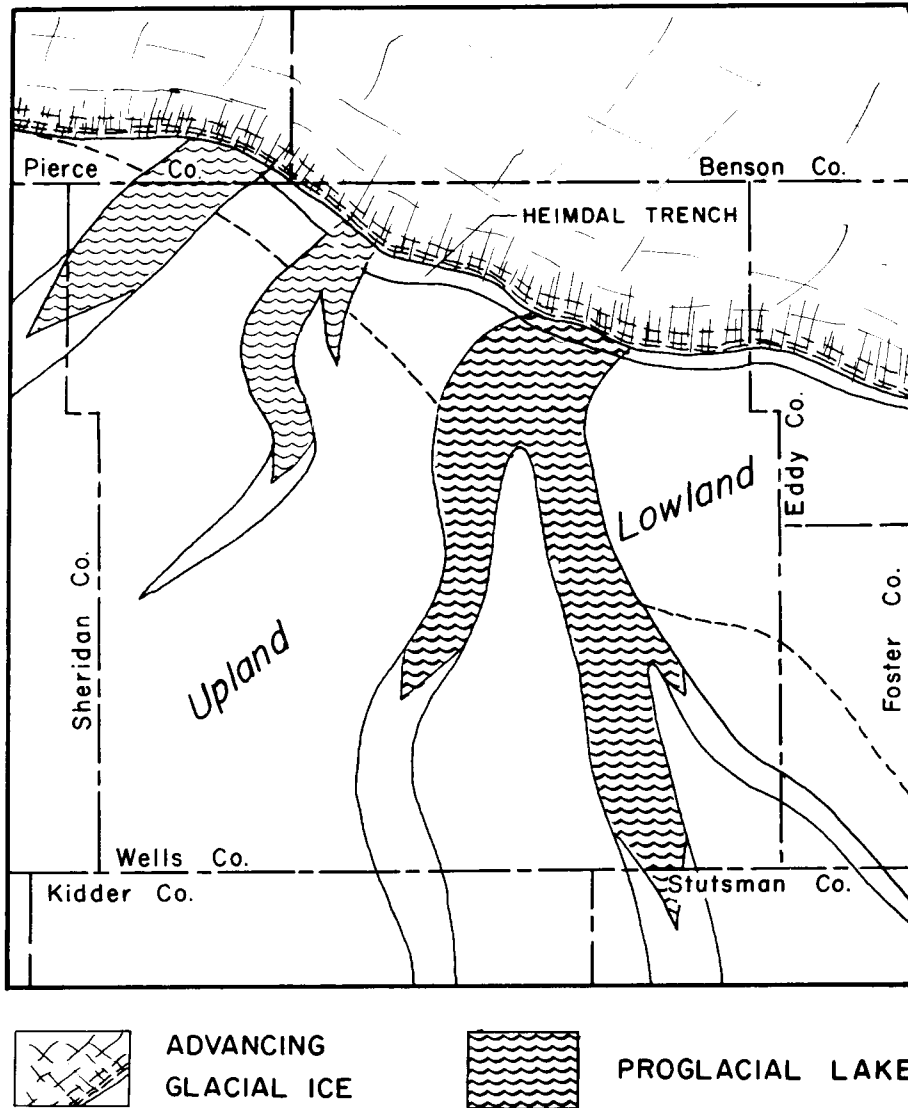 Pierce Co.
Benson Co.
HEIMDAL TRENCH
Eddy Co.
Lowland
Sheridan Co.
Upland
Foster Co.
Wells Co.
Kidder Co.
Stutsman Co.
ADVANCING
GLACIAL ICE
PROGLACIAL LAKE